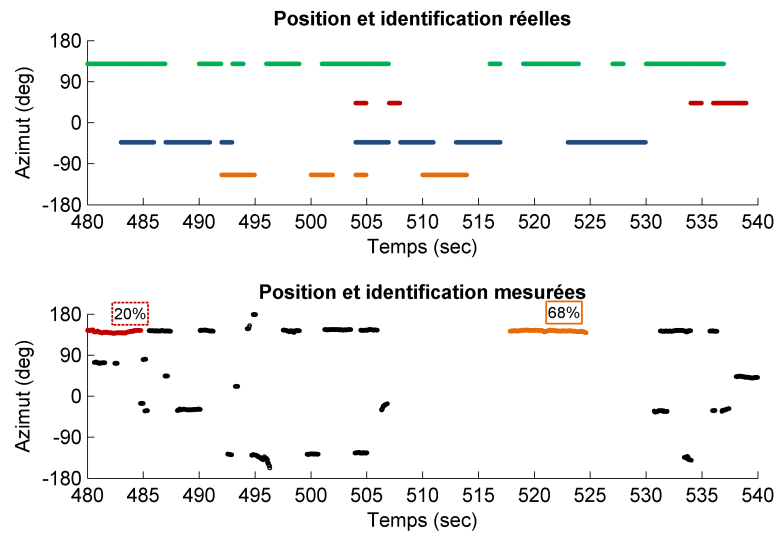 Position et identification réelles
180
90
0
-90
-180
Azimut (deg)
480 485 490 495 500 505 510 515 520 525 530 535 540
Temps (sec)
Position et identification mesurées
180
90
0
-90
-180
Azimut (deg)
20%
68%
480 485 490 495 500 505 510 515 520 525 530 535 540
Temps (sec)